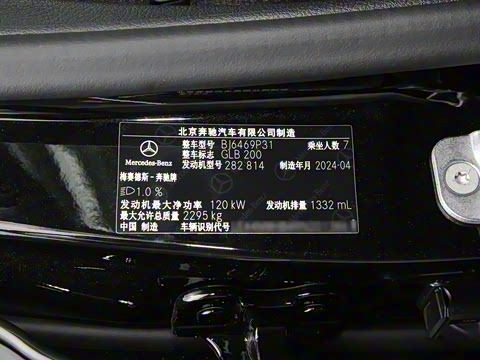 北京奔驰汽车有限公司制造
整车型号 BJ6469P31 乘坐人数 7
整车标志 GLB 200
发动机型号 282 814 制造年月 2024-04
Mercedes-Benz
梅赛德斯-奔驰牌
1.0 %
发动机最大净功率 120 kW 发动机排量 1332 mL
最大允许总质量 2295 kg
中国 制造 车辆识别代号